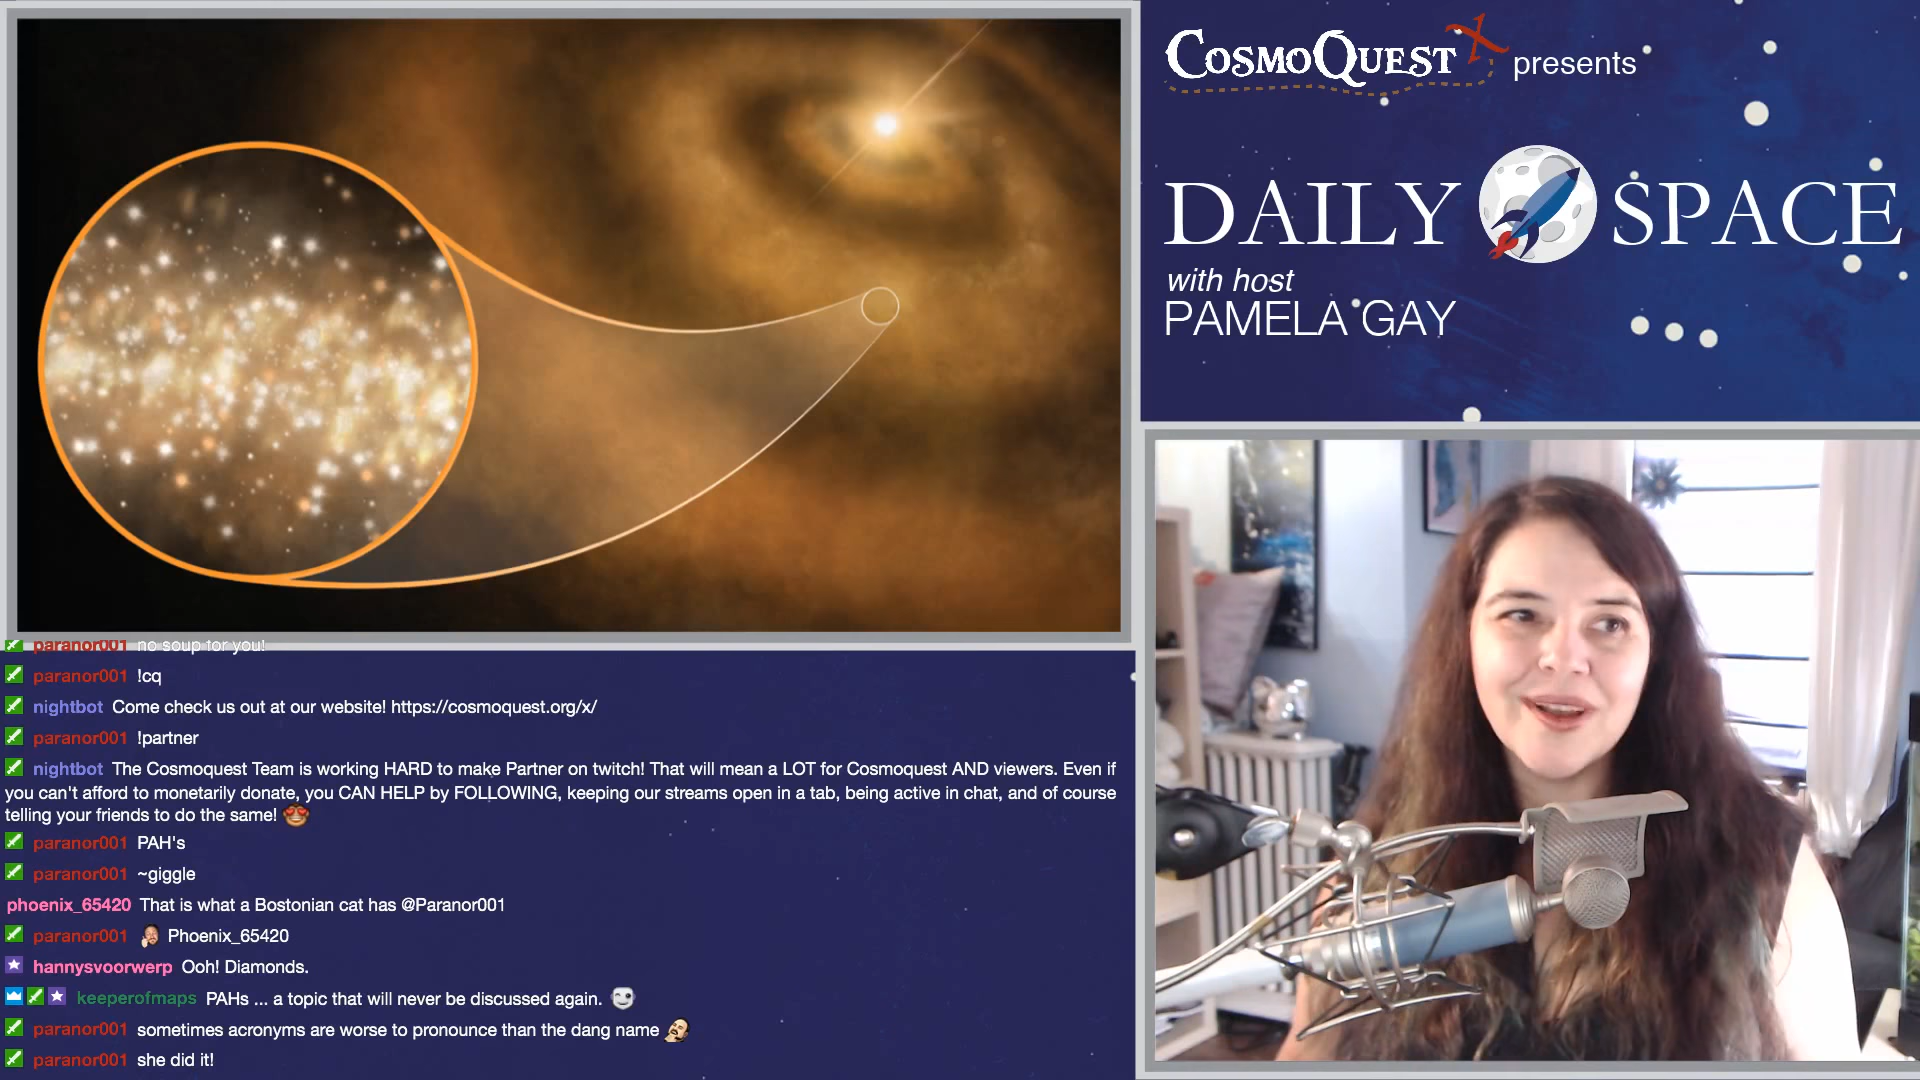 COSMOQUEST X presents
DAILY SPACE
with host
PAMELA GAY
paranor001 no soup for you!
paranor001 !cq
nightbot Come check us out at our website! https://cosmoquest.org/x/
paranor001 !partner
nightbot The Cosmoquest Team is working HARD to make Partner on twitch! That will mean a LOT for Cosmoquest AND viewers. Even if
you can't afford to monetarily donate, you CAN HELP by FOLLOWING, keeping our streams open in a tab, being active in chat, and of course
telling your friends to do the same!
paranor001 PAH's
paranor001 ~giggle
phoenix_65420 That is what a Bostonian cat has @Paranor001
paranor001 Phoenix_65420
hannysvoorwerp Ooh! Diamonds.
keeperofmaps PAHs ... a topic that will never be discussed again.
paranor001 sometimes acronyms are worse to pronounce than the dang name
paranor001 she did it!